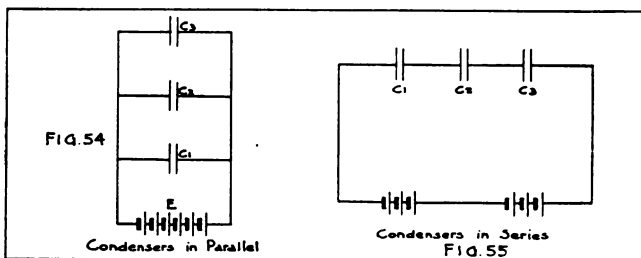 C3
C2
FIG.54
C1
E
Condensers in Parallel
C1 C2 C3
Condensers in Series
FIG.55